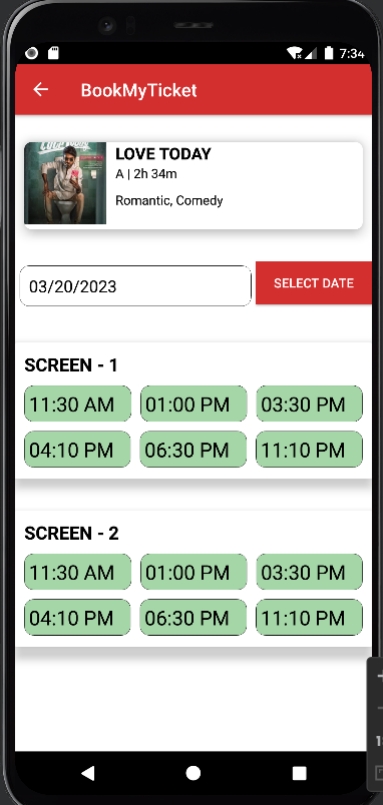 7:34
BookMyTicket
LOVE TODAY
A | 2h 34m
Romantic, Comedy
03/20/2023
SELECT DATE
SCREEN - 1
11:30 AM 01:00 PM 03:30 PM
04:10 PM 06:30 PM 11:10 PM
SCREEN - 2
11:30 AM 01:00 PM 03:30 PM
04:10 PM 06:30 PM 11:10 PM